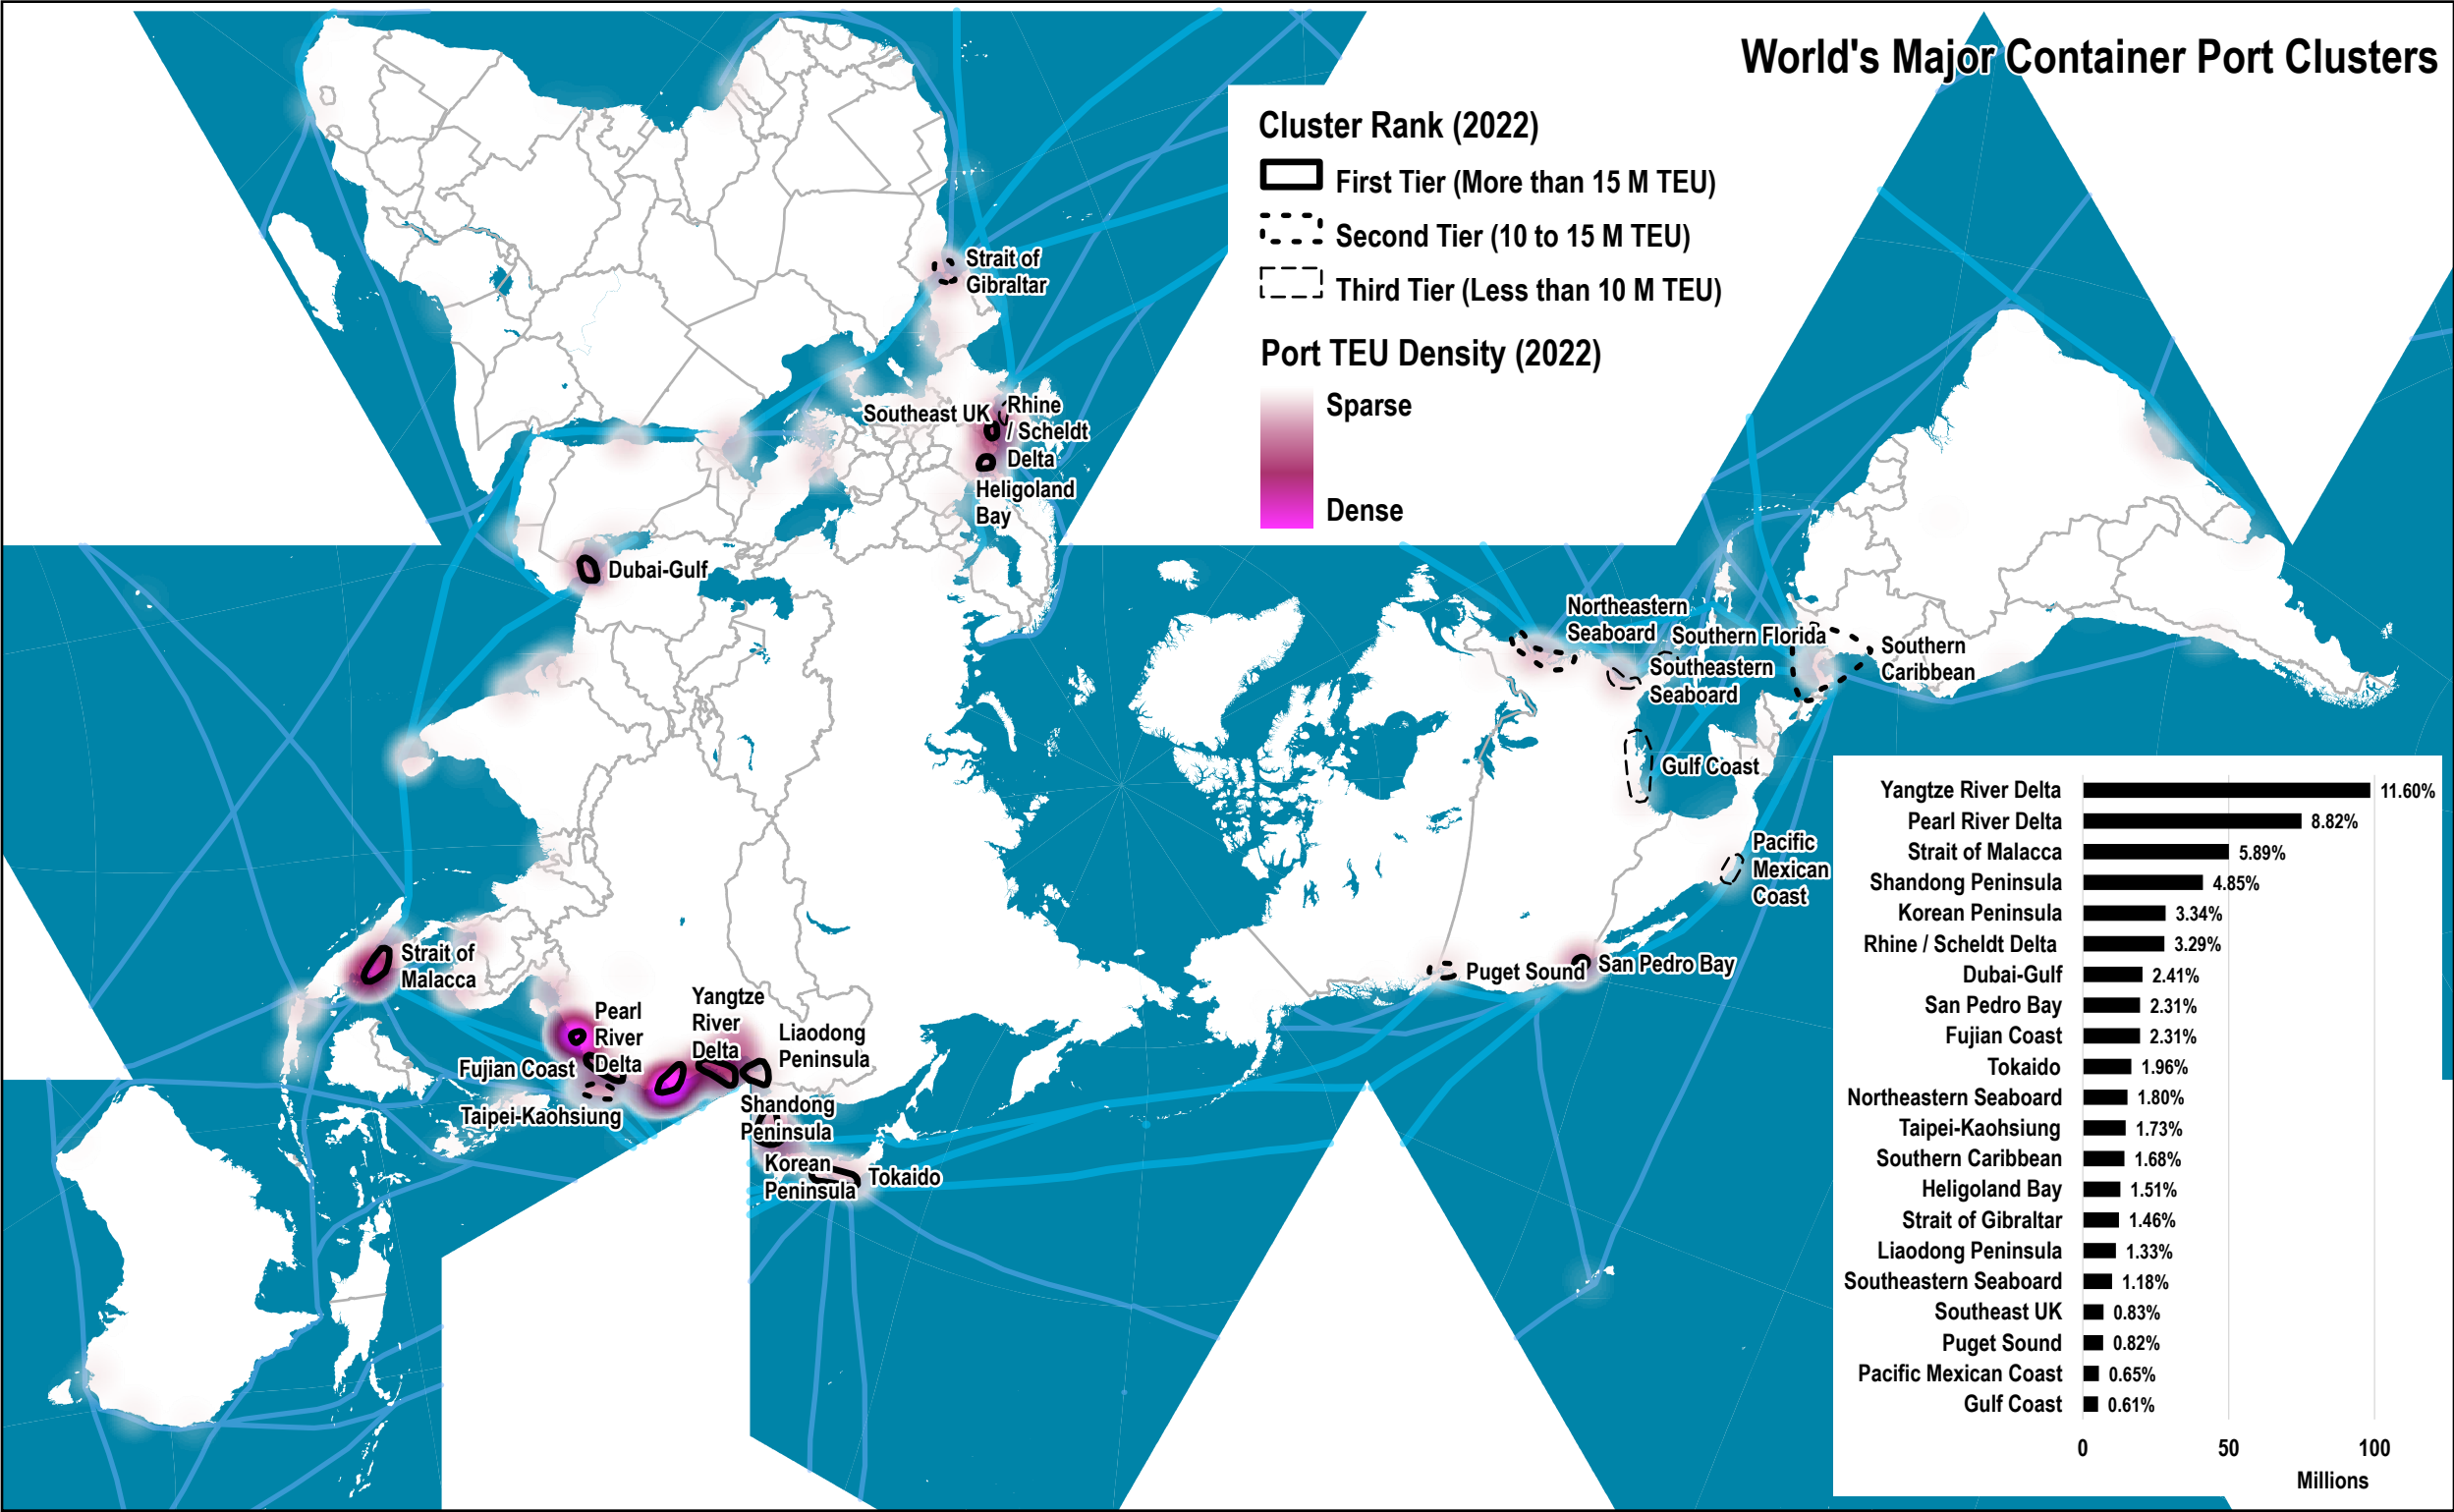 World's Major Container Port Clusters
Cluster Rank (2022)
First Tier (More than 15 M TEU)
Second Tier (10 to 15 M TEU)
Third Tier (Less than 10 M TEU)
Port TEU Density (2022)
Sparse
Dense
Strait of
Gibraltar
Southeast UK
Rhine
/ Scheldt
Delta
Heligoland
Bay
Dubai-Gulf
Northeastern
Seaboard
Southern Florida
Southeastern
Seaboard
Southern
Caribbean
Gulf Coast
Pacific
Mexican
Coast
Puget Sound
San Pedro Bay
Strait of
Malacca
Pearl
River
Delta
Yangtze
River
Delta
Liaodong
Peninsula
Fujian Coast
Taipei-Kaohsiung
Shandong
Peninsula
Korean
Peninsula
Tokaido
Yangtze River Delta 11.60%
Pearl River Delta 8.82%
Strait of Malacca 5.89%
Shandong Peninsula 4.85%
Korean Peninsula 3.34%
Rhine / Scheldt Delta 3.29%
Dubai-Gulf 2.41%
San Pedro Bay 2.31%
Fujian Coast 2.31%
Tokaido 1.96%
Northeastern Seaboard 1.80%
Taipei-Kaohsiung 1.73%
Southern Caribbean 1.68%
Heligoland Bay 1.51%
Strait of Gibraltar 1.46%
Liaodong Peninsula 1.33%
Southeastern Seaboard 1.18%
Southeast UK 0.83%
Puget Sound 0.82%
Pacific Mexican Coast 0.65%
Gulf Coast 0.61%
0 50 100
Millions